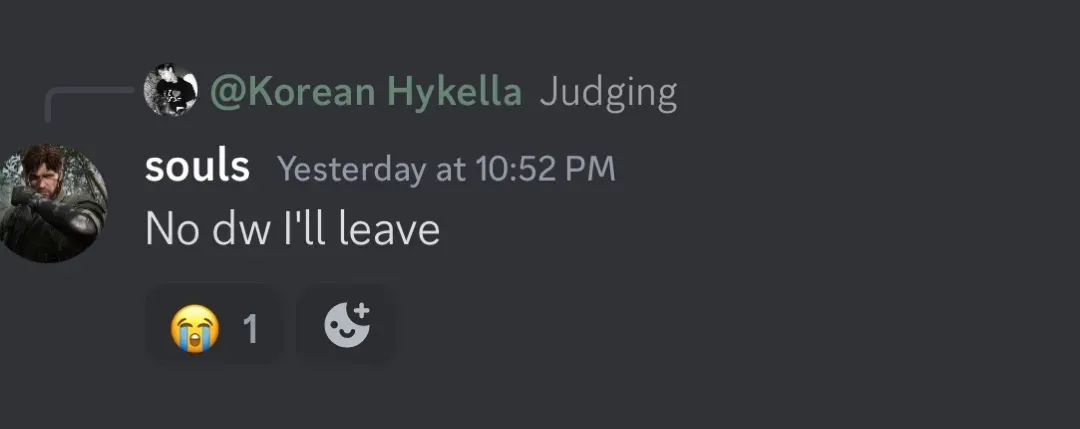 @Korean Hykella Judging
souls Yesterday at 10:52 PM
No dw I'll leave
😭 1